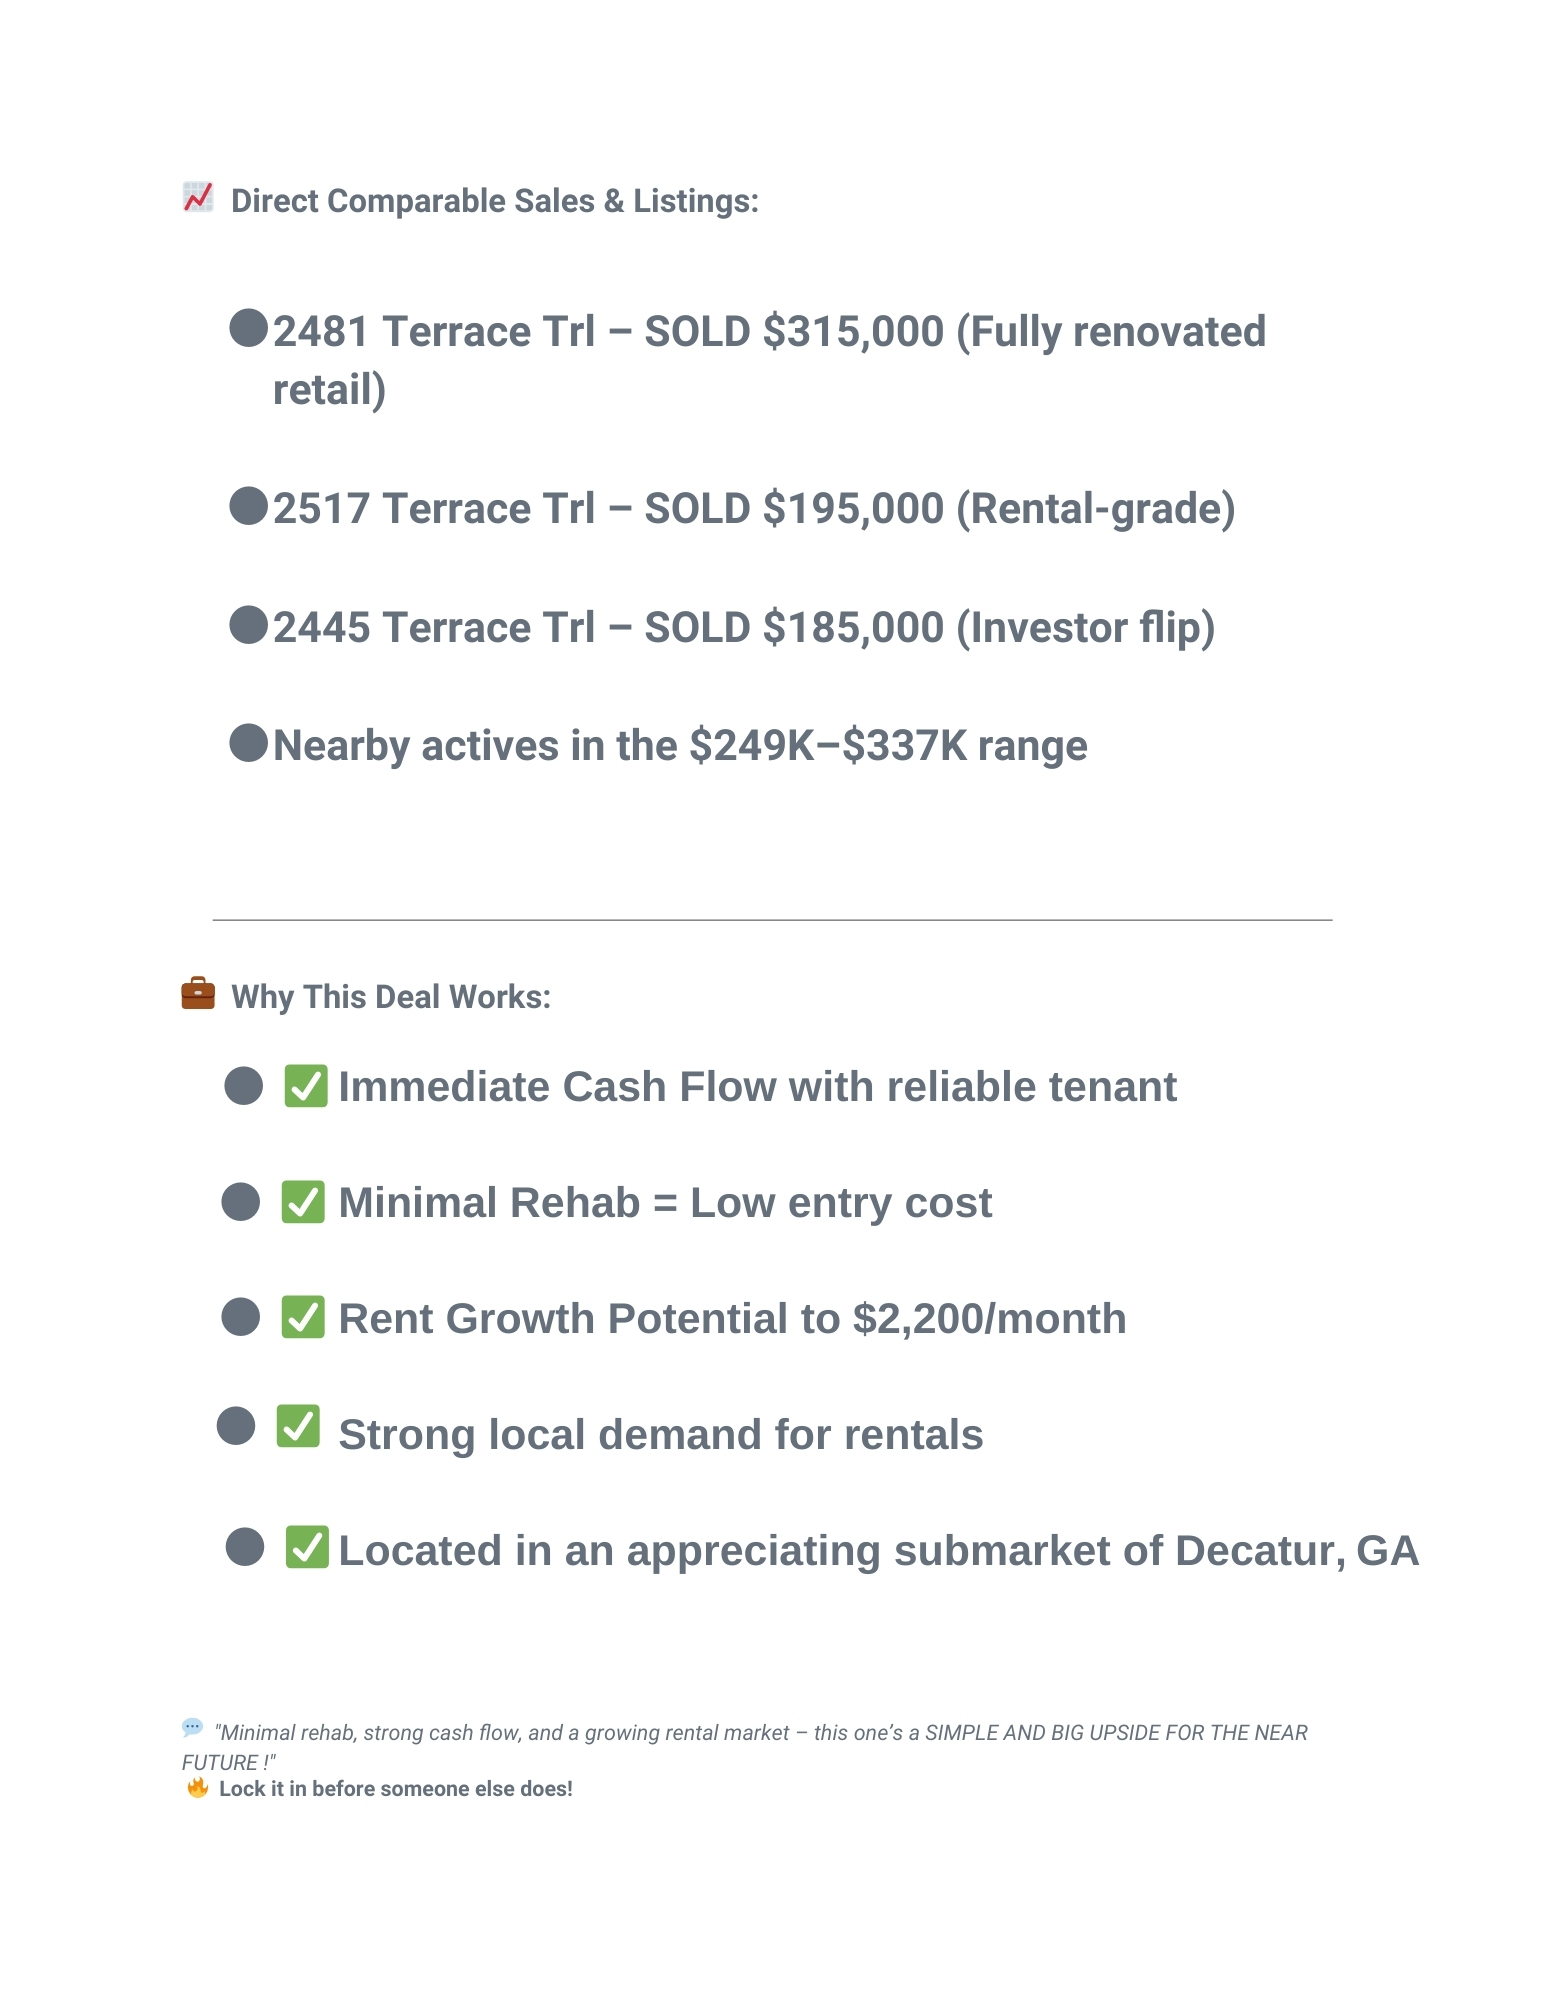 📈 Direct Comparable Sales & Listings:
● 2481 Terrace Trl – SOLD $315,000 (Fully renovated
retail)
● 2517 Terrace Trl – SOLD $195,000 (Rental-grade)
● 2445 Terrace Trl – SOLD $185,000 (Investor flip)
● Nearby actives in the $249K–$337K range
💼 Why This Deal Works:
● ✅ Immediate Cash Flow with reliable tenant
● ✅ Minimal Rehab = Low entry cost
● ✅ Rent Growth Potential to $2,200/month
● ✅ Strong local demand for rentals
● ✅ Located in an appreciating submarket of Decatur, GA
💬 "Minimal rehab, strong cash flow, and a growing rental market – this one’s a SIMPLE AND BIG UPSIDE FOR THE NEAR
FUTURE !"
🔥 Lock it in before someone else does!